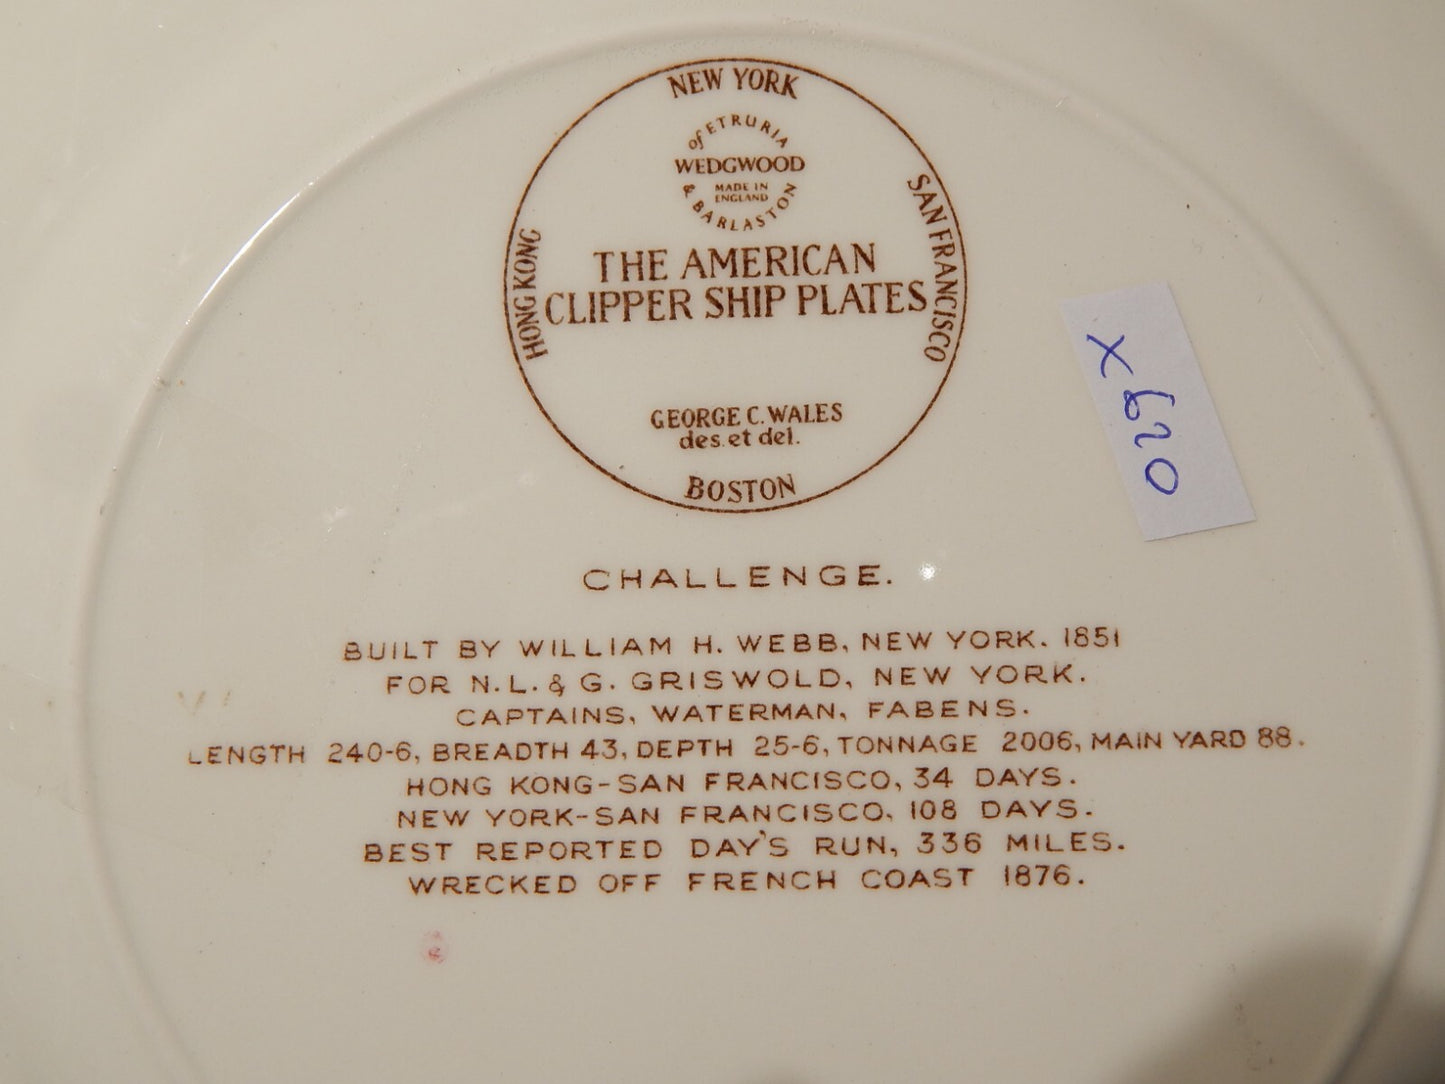 NEW YORK
of ETRURIA
WEDGWOOD
MADE IN
ENGLAND
& BARLASTON
HONG KONG
SAN FRANCISCO
THE AMERICAN
CLIPPER SHIP PLATES
GEORGE C. WALES
des. et del.
BOSTON
X620
CHALLENGE.
BUILT BY WILLIAM H. WEBB, NEW YORK. 1851
FOR N.L. & G. GRISWOLD, NEW YORK.
CAPTAINS, WATERMAN, FABENS.
LENGTH 240-6, BREADTH 43, DEPTH 25-6, TONNAGE 2006, MAIN YARD 88.
HONG KONG-SAN FRANCISCO, 34 DAYS.
NEW YORK-SAN FRANCISCO, 108 DAYS.
BEST REPORTED DAY'S RUN, 336 MILES.
WRECKED OFF FRENCH COAST 1876.